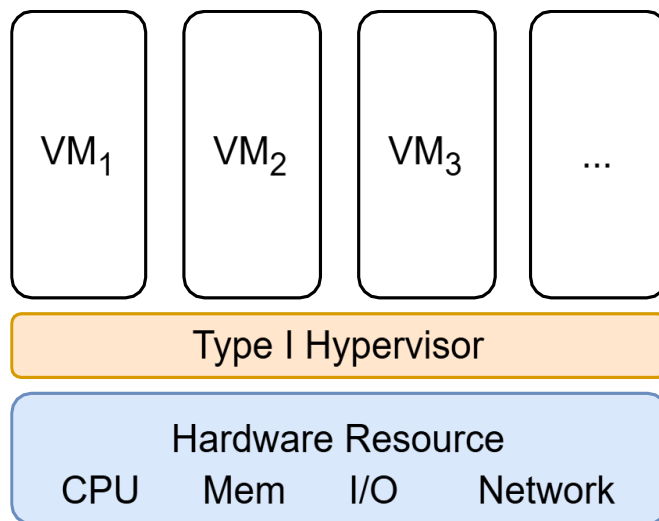 VM₁ VM₂ VM₃ ...
Type I Hypervisor
Hardware Resource
CPU Mem I/O Network